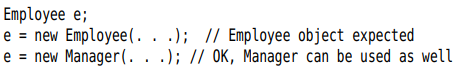 Employee e;
e = new Employee(. . .);  // Employee object expected
e = new Manager(. . .); // OK, Manager can be used as well